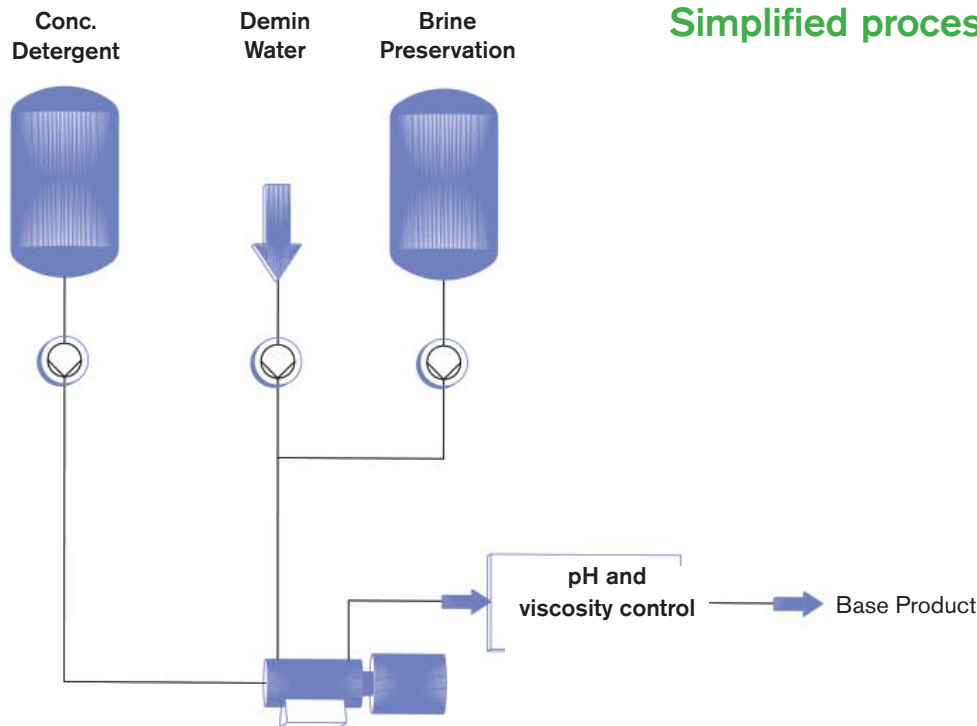 Conc.
Detergent
Demin
Water
Brine
Preservation
Simplified proces
pH and
viscosity control
Base Product